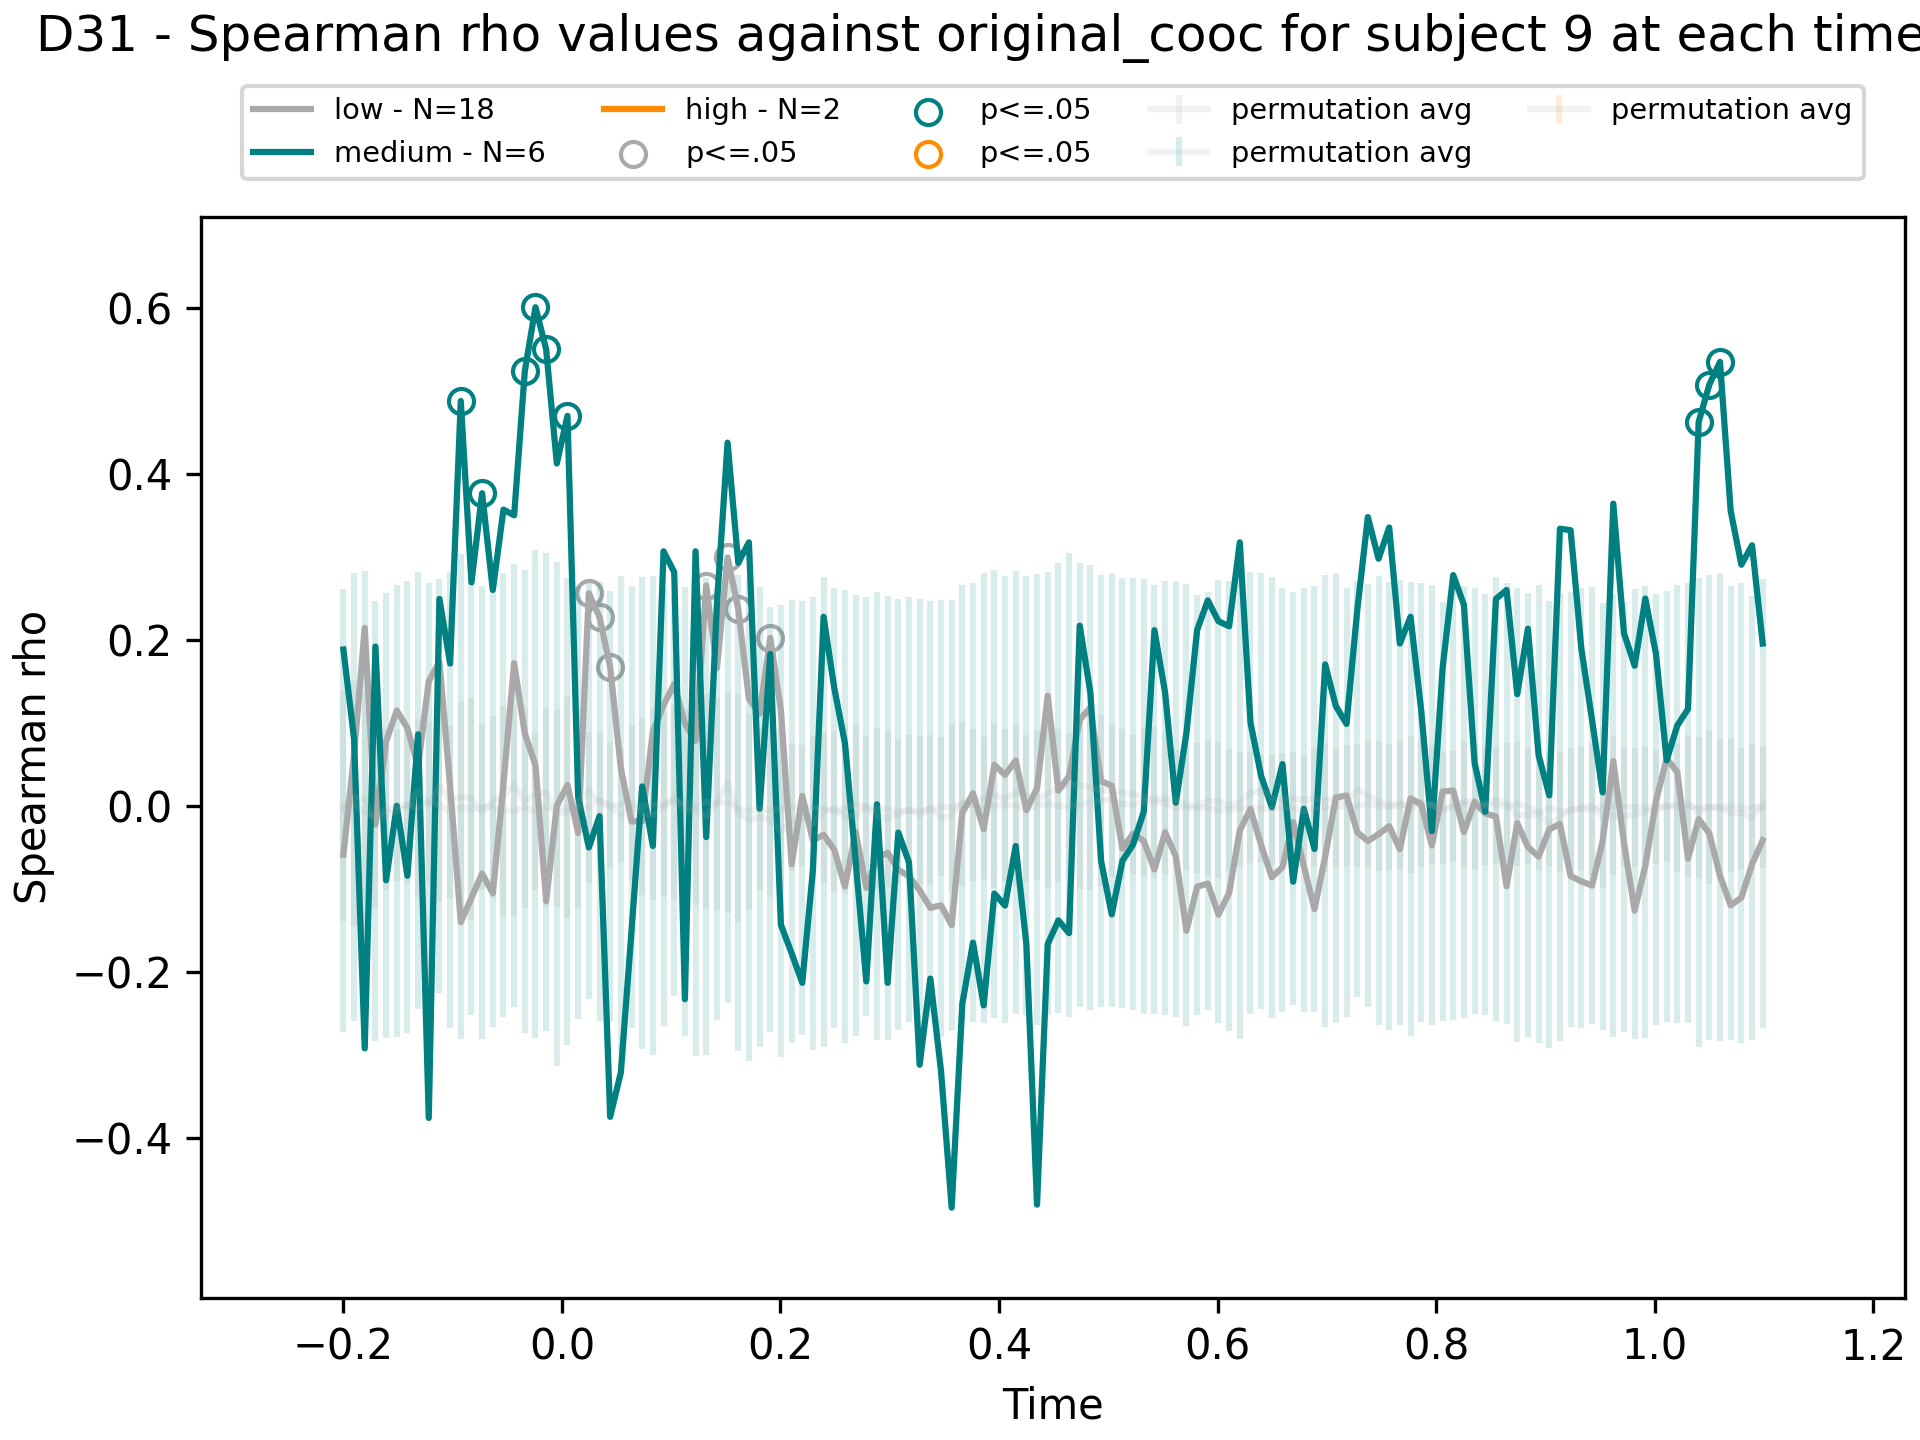 D31 - Spearman rho values against original_cooc for subject 9 at each time
low - N=18
medium - N=6
high - N=2
p<=.05
p<=.05
p<=.05
permutation avg
permutation avg
permutation avg
Spearman rho
0.6
0.4
0.2
0.0
−0.2
−0.4
−0.2
0.0
0.2
0.4
0.6
0.8
1.0
1.2
Time